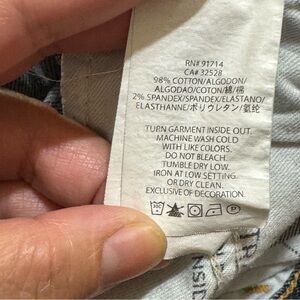 RN# 91714
CA# 32528
98% COTTON/ALGODON/
ALGODAO/COTON/綿/棉
2% SPANDEX/SPANDEX/ELASTANO/
ELASTHANNE/ポリウレタン/氨纶
TURN GARMENT INSIDE OUT.
MACHINE WASH COLD
WITH LIKE COLORS.
DO NOT BLEACH.
TUMBLE DRY LOW.
IRON AT LOW SETTING.
OR DRY CLEAN.
EXCLUSIVE OF DECORATION.